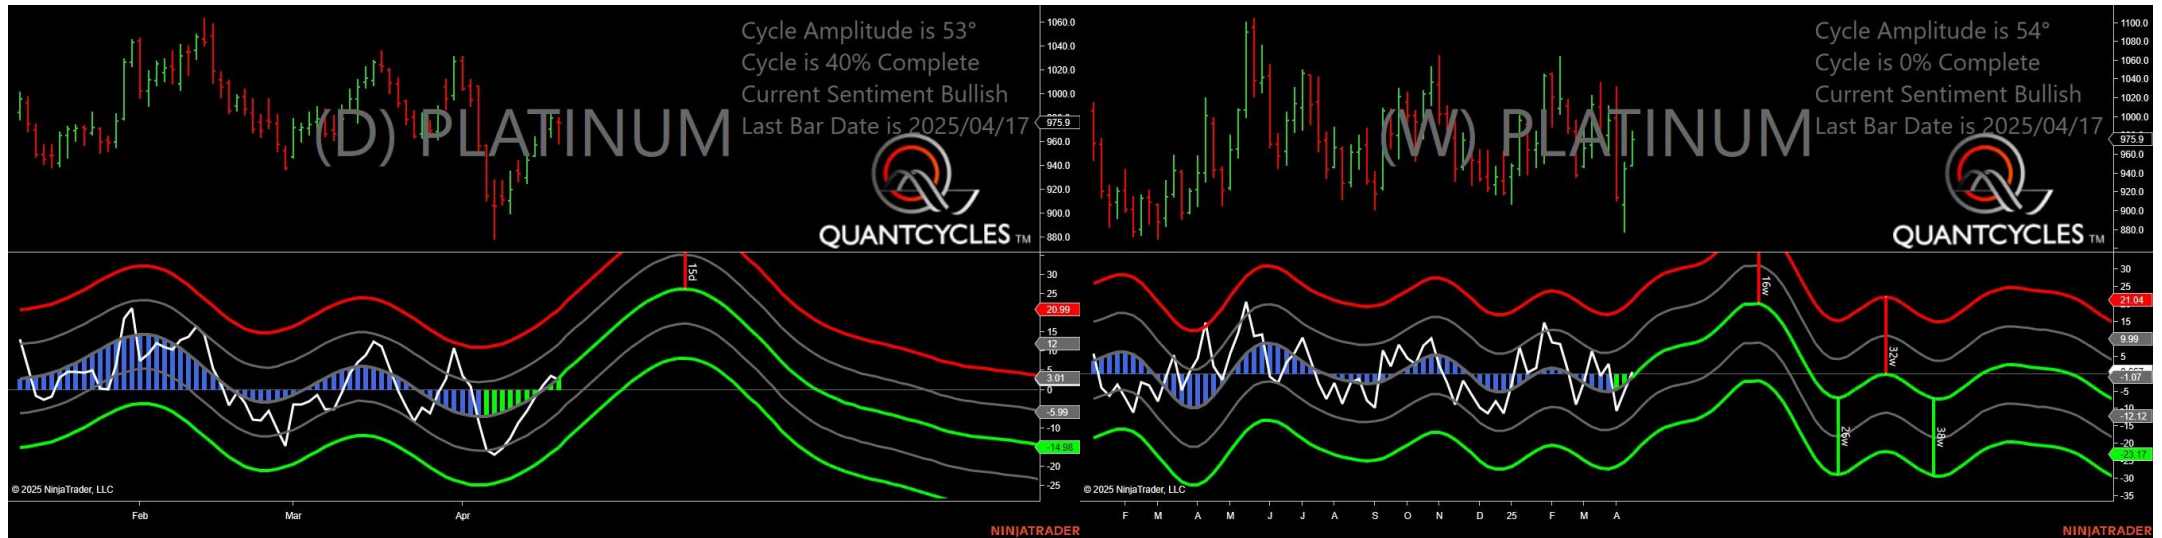 Cycle Amplitude is 53°
Cycle is 40% Complete
Current Sentiment Bullish
Last Bar Date is 2025/04/17
(D) PLATINUM
QUANTCYCLES TM
1060.0
1040.0
1020.0
1000.0
975.9
960.0
940.0
920.0
900.0
880.0
15d
30
25
20.99
15
12
5
3.01
0
-5.99
-10
-14.98
-20
-25
© 2025 NinjaTrader, LLC
Feb
Mar
Apr
NINJATRADER
Cycle Amplitude is 54°
Cycle is 0% Complete
Current Sentiment Bullish
Last Bar Date is 2025/04/17
(W) PLATINUM
QUANTCYCLES TM
1100.0
1080.0
1060.0
1040.0
1020.0
1000.0
975.9
960.0
940.0
920.0
900.0
880.0
16w
32w
26w
38w
30
25
21.04
15
9.99
5
-1.07
-5
-10
-12.12
-15
-20
-23.17
-30
-35
© 2025 NinjaTrader, LLC
F M A M J J A S O N D 25 F M A
NINJATRADER